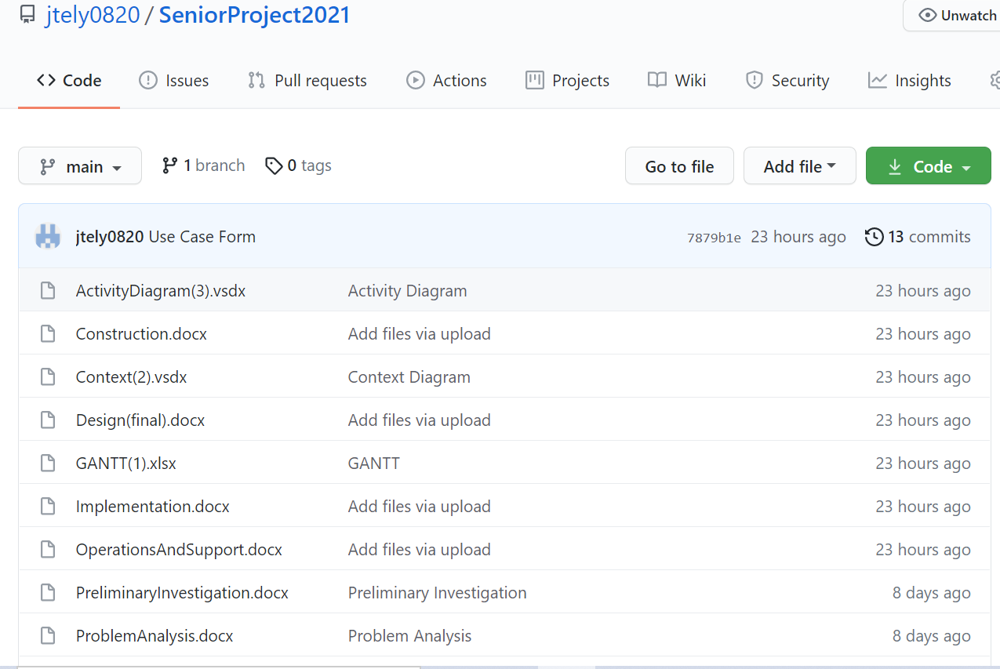 jtely0820 / SeniorProject2021 Unwatch
Code Issues Pull requests Actions Projects Wiki Security Insights
main 1 branch 0 tags Go to file Add file Code
jtely0820 Use Case Form 7879b1e 23 hours ago 13 commits
ActivityDiagram(3).vsdx Activity Diagram 23 hours ago
Construction.docx Add files via upload 23 hours ago
Context(2).vsdx Context Diagram 23 hours ago
Design(final).docx Add files via upload 23 hours ago
GANTT(1).xlsx GANTT 23 hours ago
Implementation.docx Add files via upload 23 hours ago
OperationsAndSupport.docx Add files via upload 23 hours ago
PreliminaryInvestigation.docx Preliminary Investigation 8 days ago
ProblemAnalysis.docx Problem Analysis 8 days ago